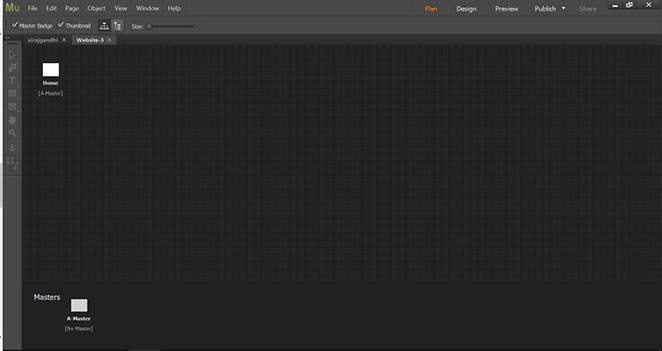 Mu File Edit Page Object View Window Help Plan Design Preview Publish Share
Master Badge Thumbnail Size:
virajgandhi Website-3
Home
[A Master]
Masters
A-Master
[No Master]